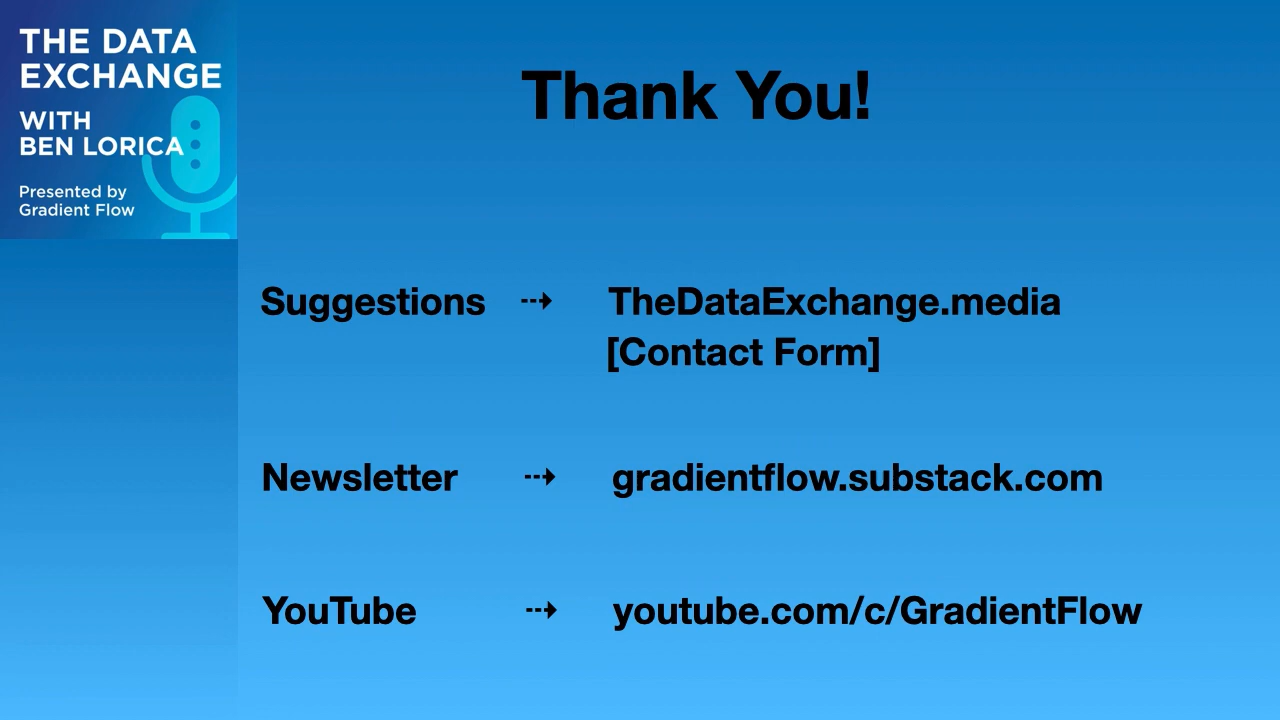 THE DATA
EXCHANGE
WITH
BEN LORICA
Presented by
Gradient Flow
Thank You!
Suggestions ⇢ TheDataExchange.media
[Contact Form]
Newsletter ⇢ gradientflow.substack.com
YouTube ⇢ youtube.com/c/GradientFlow